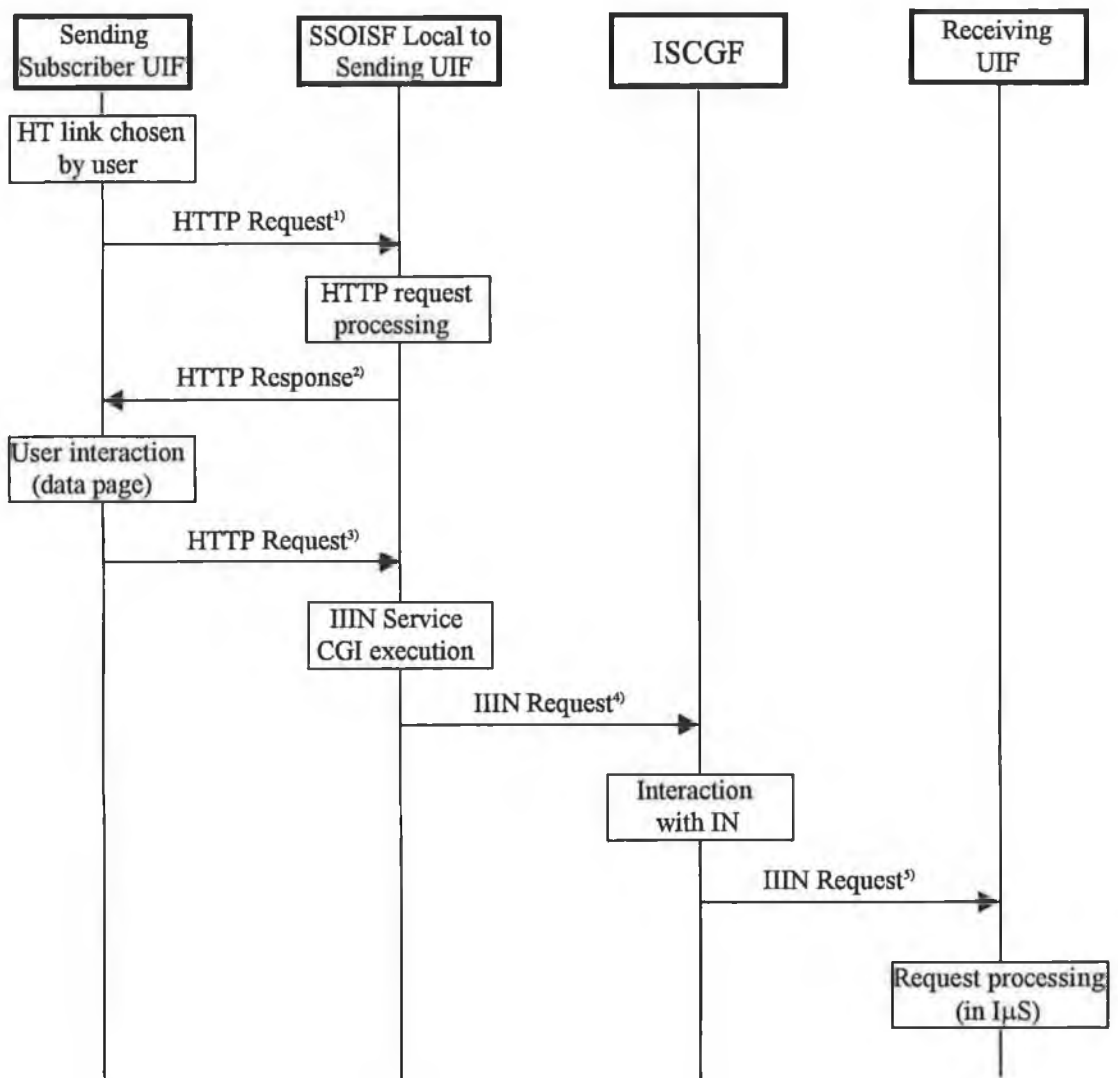 Sending
Subscriber UIF
SSOISF Local to
Sending UIF
ISCGF
Receiving
UIF
HT link chosen
by user
HTTP Request¹⁾
HTTP request
processing
HTTP Response²⁾
User interaction
(data page)
HTTP Request³⁾
IIIN Service
CGI execution
IIIN Request⁴⁾
Interaction
with IN
IIIN Request⁵⁾
Request processing
(in IμS)